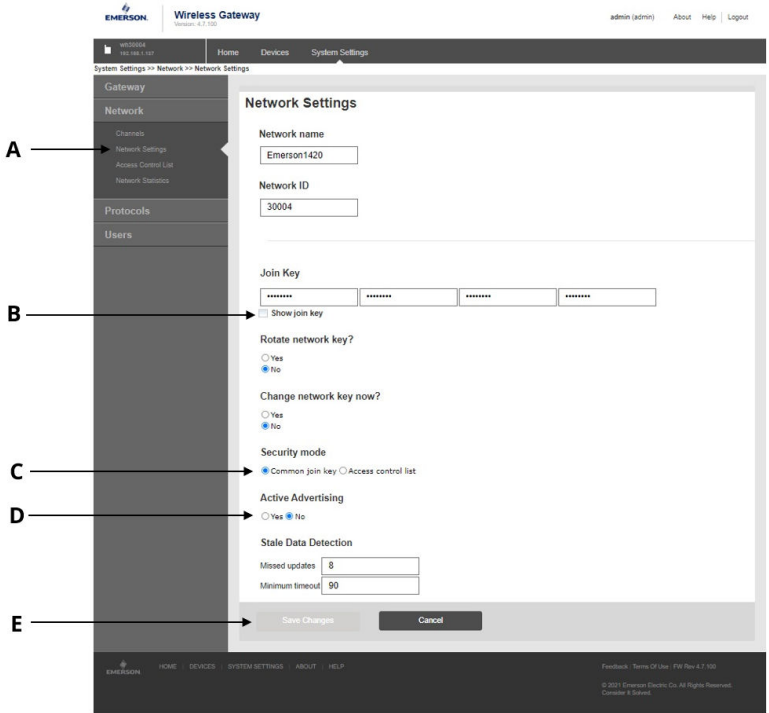 EMERSON.
Wireless Gateway
Version: 4.7.100
admin (admin) About Help Logout
192.168.1.107
Home Devices System Settings
System Settings >> Network >> Network Settings
Gateway
Network
Channels
A
Network Settings
Access Control List
Network Statistics
Protocols
Users
Network Settings
Network name
Emerson1420
Network ID
30004
Join Key
•••••••• •••••••• •••••••• ••••••••
B
Show join key
Rotate network key?
Yes
No
Change network key now?
Yes
No
Security mode
C
Common join key Access control list
Active Advertising
D
Yes No
Stale Data Detection
Missed updates 8
Minimum timeout 90
E
Save Changes Cancel
EMERSON
HOME | DEVICES | SYSTEM SETTINGS | ABOUT | HELP
Feedback | Terms Of Use | FW Rev 4.7.100
© 2021 Emerson Electric Co. All Rights Reserved.
Consider It Solved.